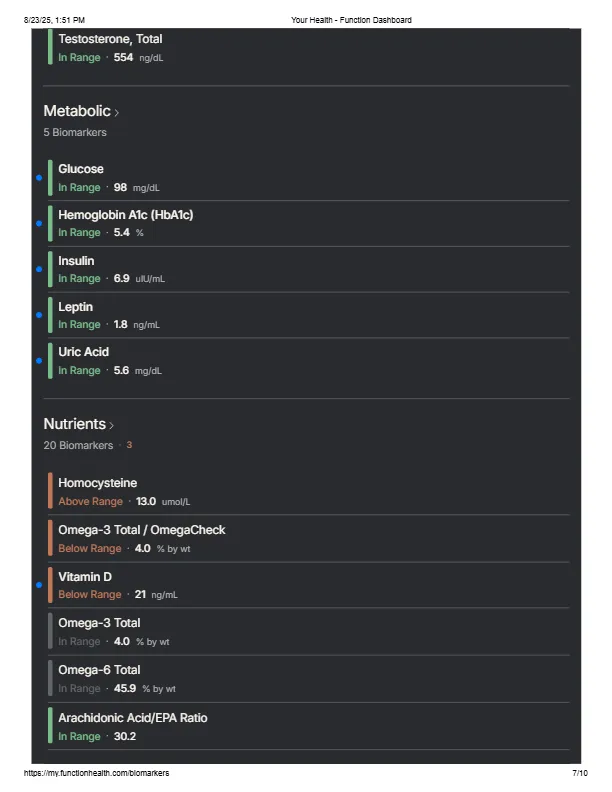 8/23/25, 1:51 PM Your Health - Function Dashboard
Testosterone, Total
In Range · 554 ng/dL
Metabolic >
5 Biomarkers
Glucose
In Range · 98 mg/dL
Hemoglobin A1c (HbA1c)
In Range · 5.4 %
Insulin
In Range · 6.9 uIU/mL
Leptin
In Range · 1.8 ng/mL
Uric Acid
In Range · 5.6 mg/dL
Nutrients >
20 Biomarkers · 3
Homocysteine
Above Range · 13.0 umol/L
Omega-3 Total / OmegaCheck
Below Range · 4.0 % by wt
Vitamin D
Below Range · 21 ng/mL
Omega-3 Total
In Range · 4.0 % by wt
Omega-6 Total
In Range · 45.9 % by wt
Arachidonic Acid/EPA Ratio
In Range · 30.2
https://my.functionhealth.com/biomarkers 7/10